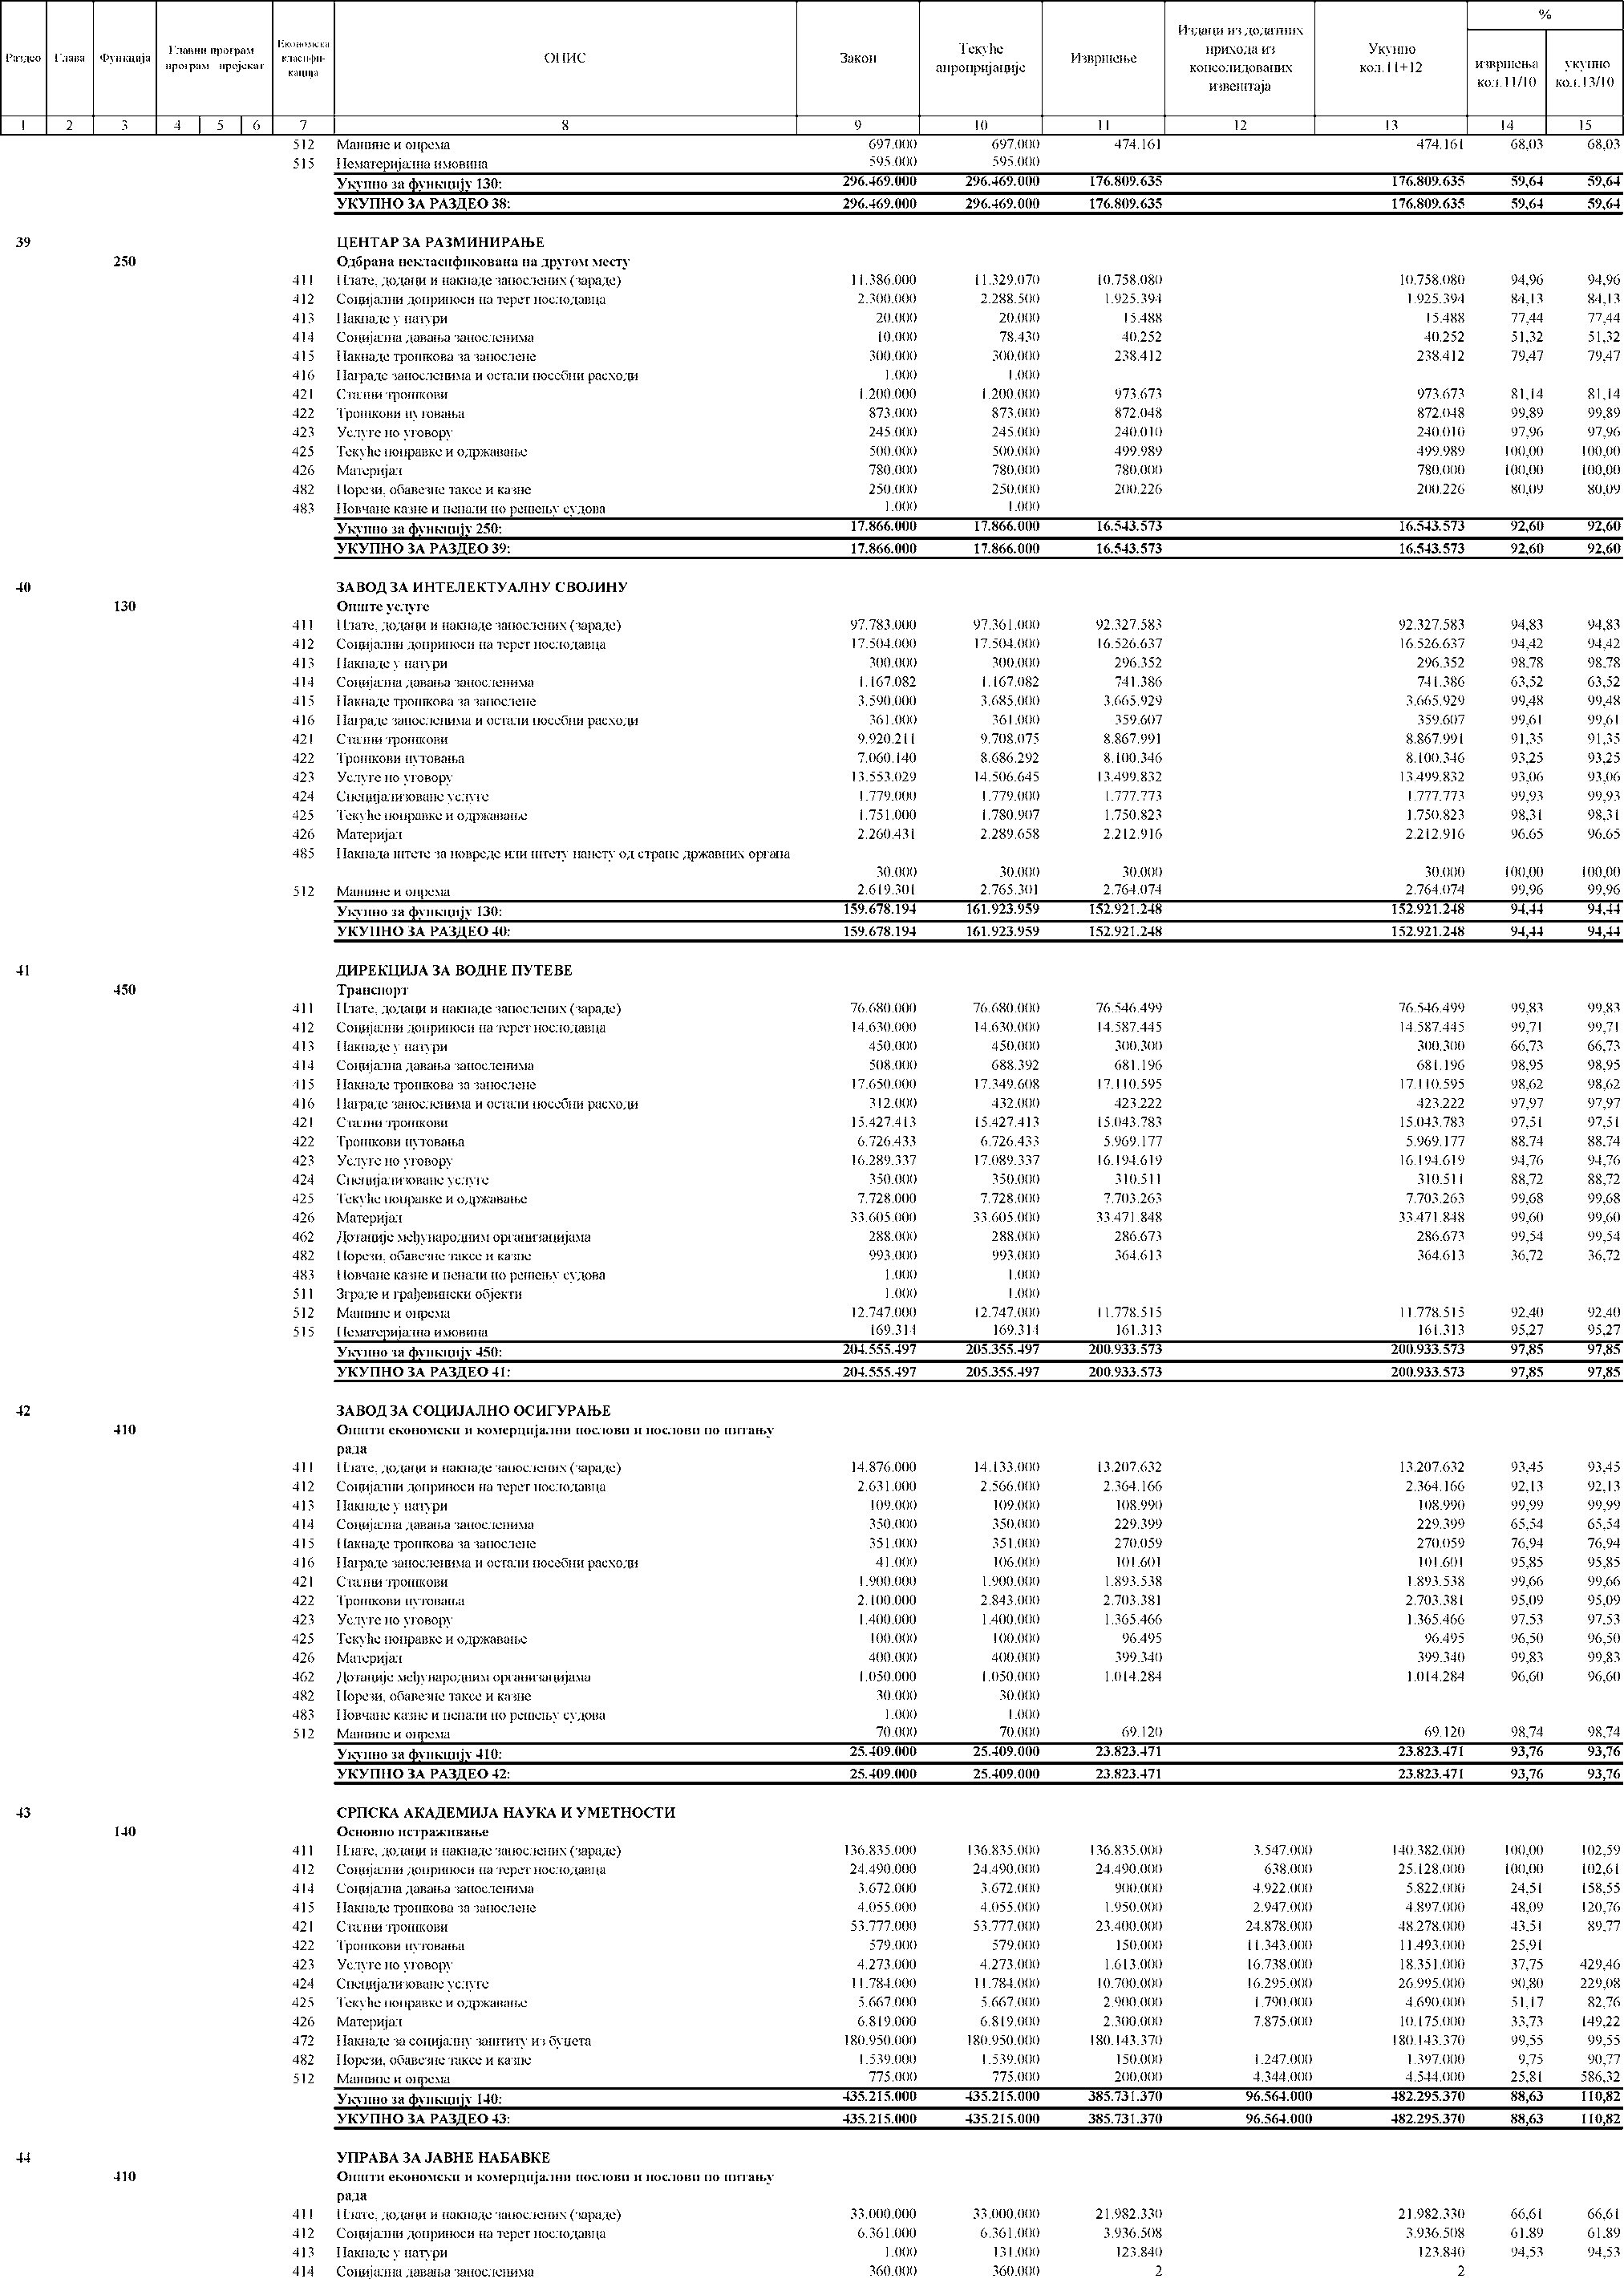 Раздео Глава Функција Главни програм програм пројекат Економска класифи-кација ОПИС Закон Текуће апропријације Извршење Издаци из додатних прихода из консолидованих извештаја Укупно кол.11+12 % извршења кол.11/10 укупно кол.13/10
1 2 3 4 5 6 7 8 9 10 11 12 13 14 15
512 Машине и опрема 697.000 697.000 474.161 474.161 68,03 68,03
515 Нематеријална имовина 595.000 595.000
Укупно за функцију 130: 296.469.000 296.469.000 176.809.635 176.809.635 59,64 59,64
УКУПНО ЗА РАЗДЕО 38: 296.469.000 296.469.000 176.809.635 176.809.635 59,64 59,64
39 ЦЕНТАР ЗА РАЗМИНИРАЊЕ
250 Одбрана некласификована на другом месту
411 Плате, додаци и накнаде запослених (зараде) 11.386.000 11.329.070 10.758.080 10.758.080 94,96 94,96
412 Социјални доприноси на терет послодавца 2.300.000 2.288.500 1.925.394 1.925.394 84,13 84,13
413 Накнаде у натури 20.000 20.000 15.488 15.488 77,44 77,44
414 Социјална давања запосленима 10.000 78.430 40.252 40.252 51,32 51,32
415 Накнаде трошкова за запослене 300.000 300.000 238.412 238.412 79,47 79,47
416 Награде запосленима и остали посебни расходи 1.000 1.000
421 Стални трошкови 1.200.000 1.200.000 973.673 973.673 81,14 81,14
422 Трошкови путовања 873.000 873.000 872.048 872.048 99,89 99,89
423 Услуге по уговору 245.000 245.000 240.010 240.010 97,96 97,96
425 Текуће поправке и одржавање 500.000 500.000 499.989 499.989 100,00 100,00
426 Материјал 780.000 780.000 780.000 780.000 100,00 100,00
482 Порези, обавезне таксе и казне 250.000 250.000 200.226 200.226 80,09 80,09
483 Новчане казне и пенали по решењу судова 1.000 1.000
Укупно за функцију 250: 17.866.000 17.866.000 16.543.573 16.543.573 92,60 92,60
УКУПНО ЗА РАЗДЕО 39: 17.866.000 17.866.000 16.543.573 16.543.573 92,60 92,60
40 ЗАВОД ЗА ИНТЕЛЕКТУАЛНУ СВОЈИНУ
130 Опште услуге
411 Плате, додаци и накнаде запослених (зараде) 97.783.000 97.361.000 92.327.583 92.327.583 94,83 94,83
412 Социјални доприноси на терет послодавца 17.504.000 17.504.000 16.526.637 16.526.637 94,42 94,42
413 Накнаде у натури 300.000 300.000 296.352 296.352 98,78 98,78
414 Социјална давања запосленима 1.167.082 1.167.082 741.386 741.386 63,52 63,52
415 Накнаде трошкова за запослене 3.590.000 3.685.000 3.665.929 3.665.929 99,48 99,48
416 Награде запосленима и остали посебни расходи 361.000 361.000 359.607 359.607 99,61 99,61
421 Стални трошкови 9.920.211 9.708.075 8.867.991 8.867.991 91,35 91,35
422 Трошкови путовања 7.060.140 8.686.292 8.100.346 8.100.346 93,25 93,25
423 Услуге по уговору 13.553.029 14.506.645 13.499.832 13.499.832 93,06 93,06
424 Специјализоване услуге 1.779.000 1.779.000 1.777.773 1.777.773 99,93 99,93
425 Текуће поправке и одржавање 1.751.000 1.780.907 1.750.823 1.750.823 98,31 98,31
426 Материјал 2.260.431 2.289.658 2.212.916 2.212.916 96,65 96,65
485 Накнада штете за повреде или штету нанету од стране државних органа
30.000 30.000 30.000 30.000 100,00 100,00
512 Машине и опрема 2.619.301 2.765.301 2.764.074 2.764.074 99,96 99,96
Укупно за функцију 130: 159.678.194 161.923.959 152.921.248 152.921.248 94,44 94,44
УКУПНО ЗА РАЗДЕО 40: 159.678.194 161.923.959 152.921.248 152.921.248 94,44 94,44
41 ДИРЕКЦИЈА ЗА ВОДНЕ ПУТЕВЕ
450 Транспорт
411 Плате, додаци и накнаде запослених (зараде) 76.680.000 76.680.000 76.546.499 76.546.499 99,83 99,83
412 Социјални доприноси на терет послодавца 14.630.000 14.630.000 14.587.445 14.587.445 99,71 99,71
413 Накнаде у натури 450.000 450.000 300.300 300.300 66,73 66,73
414 Социјална давања запосленима 508.000 688.392 681.196 681.196 98,95 98,95
415 Накнаде трошкова за запослене 17.650.000 17.349.608 17.110.595 17.110.595 98,62 98,62
416 Награде запосленима и остали посебни расходи 312.000 432.000 423.222 423.222 97,97 97,97
421 Стални трошкови 15.427.413 15.427.413 15.043.783 15.043.783 97,51 97,51
422 Трошкови путовања 6.726.433 6.726.433 5.969.177 5.969.177 88,74 88,74
423 Услуге по уговору 16.289.337 17.089.337 16.194.619 16.194.619 94,76 94,76
424 Специјализоване услуге 350.000 350.000 310.511 310.511 88,72 88,72
425 Текуће поправке и одржавање 7.728.000 7.728.000 7.703.263 7.703.263 99,68 99,68
426 Материјал 33.605.000 33.605.000 33.471.848 33.471.848 99,60 99,60
462 Дотације међународним организацијама 288.000 288.000 286.673 286.673 99,54 99,54
482 Порези, обавезне таксе и казне 993.000 993.000 364.613 364.613 36,72 36,72
483 Новчане казне и пенали по решењу судова 1.000 1.000
511 Зграде и грађевински објекти 1.000 1.000
512 Машине и опрема 12.747.000 12.747.000 11.778.515 11.778.515 92,40 92,40
515 Нематеријална имовина 169.314 169.314 161.313 161.313 95,27 95,27
Укупно за функцију 450: 204.555.497 205.355.497 200.933.573 200.933.573 97,85 97,85
УКУПНО ЗА РАЗДЕО 41: 204.555.497 205.355.497 200.933.573 200.933.573 97,85 97,85
42 ЗАВОД ЗА СОЦИЈАЛНО ОСИГУРАЊЕ
410 Општи економски и комерцијални послови и послови по питању
рада
411 Плате, додаци и накнаде запослених (зараде) 14.876.000 14.133.000 13.207.632 13.207.632 93,45 93,45
412 Социјални доприноси на терет послодавца 2.631.000 2.566.000 2.364.166 2.364.166 92,13 92,13
413 Накнаде у натури 109.000 109.000 108.990 108.990 99,99 99,99
414 Социјална давања запосленима 350.000 350.000 229.399 229.399 65,54 65,54
415 Накнаде трошкова за запослене 351.000 351.000 270.059 270.059 76,94 76,94
416 Награде запосленима и остали посебни расходи 41.000 106.000 101.601 101.601 95,85 95,85
421 Стални трошкови 1.900.000 1.900.000 1.893.538 1.893.538 99,66 99,66
422 Трошкови путовања 2.100.000 2.843.000 2.703.381 2.703.381 95,09 95,09
423 Услуге по уговору 1.400.000 1.400.000 1.365.466 1.365.466 97,53 97,53
425 Текуће поправке и одржавање 100.000 100.000 96.495 96.495 96,50 96,50
426 Материјал 400.000 400.000 399.340 399.340 99,83 99,83
462 Дотације међународним организацијама 1.050.000 1.050.000 1.014.284 1.014.284 96,60 96,60
482 Порези, обавезне таксе и казне 30.000 30.000
483 Новчане казне и пенали по решењу судова 1.000 1.000
512 Машине и опрема 70.000 70.000 69.120 69.120 98,74 98,74
Укупно за функцију 410: 25.409.000 25.409.000 23.823.471 23.823.471 93,76 93,76
УКУПНО ЗА РАЗДЕО 42: 25.409.000 25.409.000 23.823.471 23.823.471 93,76 93,76
43 СРПСКА АКАДЕМИЈА НАУКА И УМЕТНОСТИ
140 Основно истраживање
411 Плате, додаци и накнаде запослених (зараде) 136.835.000 136.835.000 136.835.000 3.547.000 140.382.000 100,00 102,59
412 Социјални доприноси на терет послодавца 24.490.000 24.490.000 24.490.000 638.000 25.128.000 100,00 102,61
414 Социјална давања запосленима 3.672.000 3.672.000 900.000 4.922.000 5.822.000 24,51 158,55
415 Накнаде трошкова за запослене 4.055.000 4.055.000 1.950.000 2.947.000 4.897.000 48,09 120,76
421 Стални трошкови 53.777.000 53.777.000 23.400.000 24.878.000 48.278.000 43,51 89,77
422 Трошкови путовања 579.000 579.000 150.000 11.343.000 11.493.000 25,91
423 Услуге по уговору 4.273.000 4.273.000 1.613.000 16.738.000 18.351.000 37,75 429,46
424 Специјализоване услуге 11.784.000 11.784.000 10.700.000 16.295.000 26.995.000 90,80 229,08
425 Текуће поправке и одржавање 5.667.000 5.667.000 2.900.000 1.790.000 4.690.000 51,17 82,76
426 Материјал 6.819.000 6.819.000 2.300.000 7.875.000 10.175.000 33,73 149,22
472 Накнаде за социјалну заштиту из буџета 180.950.000 180.950.000 180.143.370 180.143.370 99,55 99,55
482 Порези, обавезне таксе и казне 1.539.000 1.539.000 150.000 1.247.000 1.397.000 9,75 90,77
512 Машине и опрема 775.000 775.000 200.000 4.344.000 4.544.000 25,81 586,32
Укупно за функцију 140: 435.215.000 435.215.000 385.731.370 96.564.000 482.295.370 88,63 110,82
УКУПНО ЗА РАЗДЕО 43: 435.215.000 435.215.000 385.731.370 96.564.000 482.295.370 88,63 110,82
44 УПРАВА ЗА ЈАВНЕ НАБАВКЕ
410 Општи економски и комерцијални послови и послови по питању
рада
411 Плате, додаци и накнаде запослених (зараде) 33.000.000 33.000.000 21.982.330 21.982.330 66,61 66,61
412 Социјални доприноси на терет послодавца 6.361.000 6.361.000 3.936.508 3.936.508 61,89 61,89
413 Накнаде у натури 1.000 131.000 123.840 123.840 94,53 94,53
414 Социјална давања запосленима 360.000 360.000 2 2